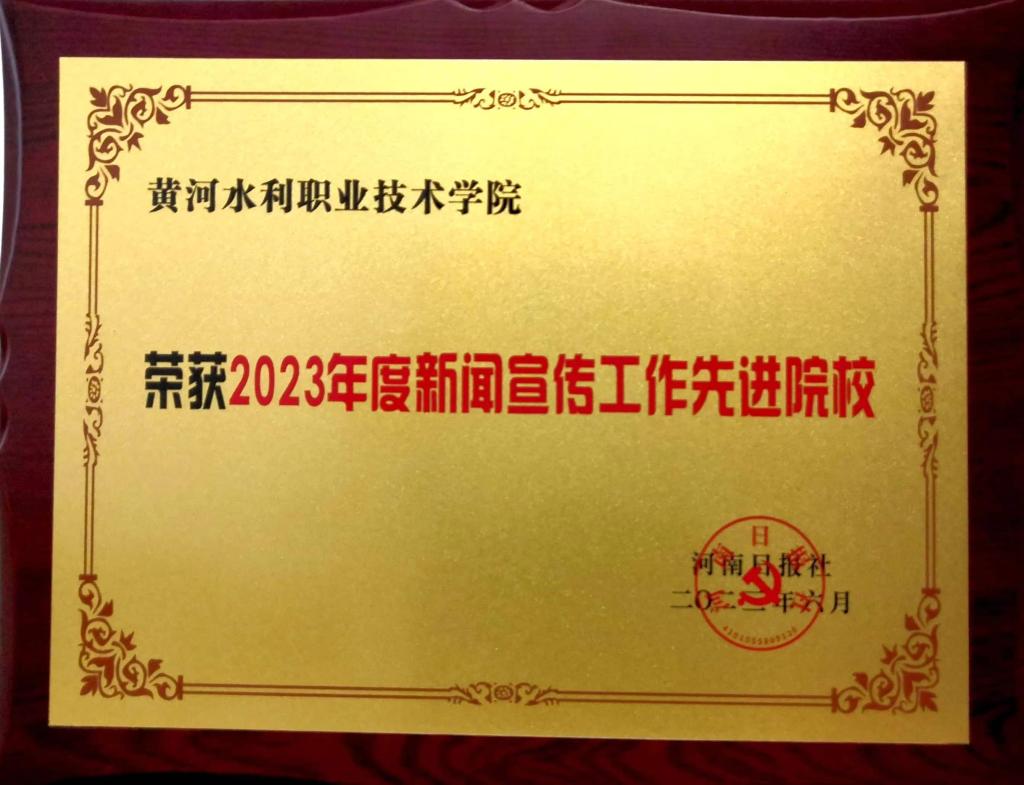 黄河水利职业技术学院
荣获2023年度新闻宣传工作先进院校
河南日报社
二〇二三年六月